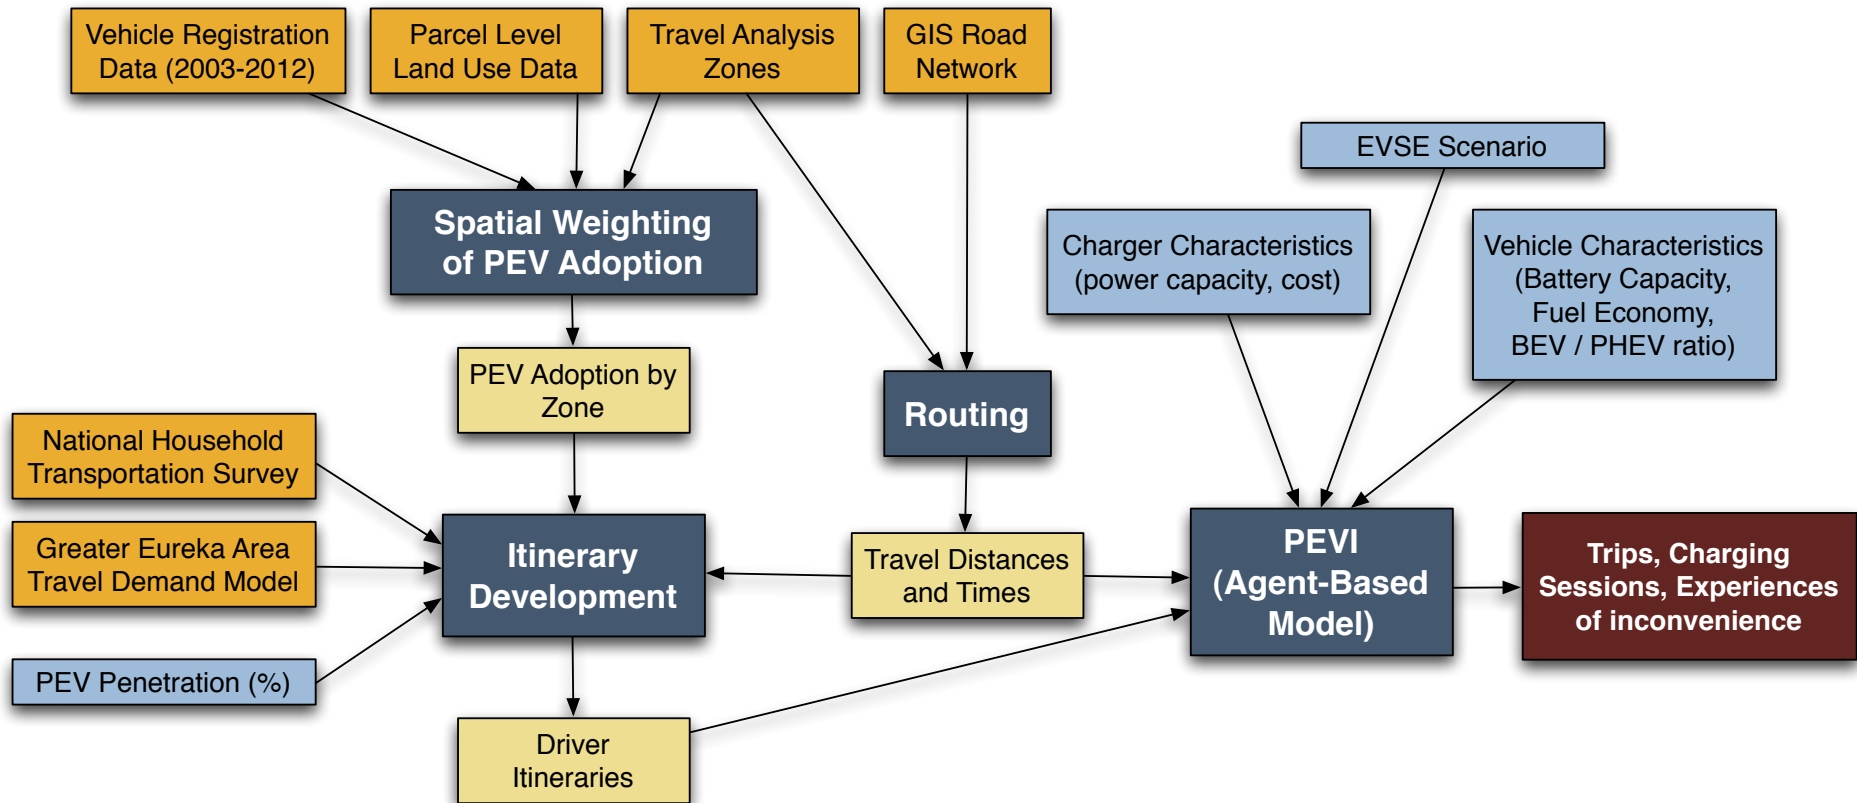 Vehicle Registration
Data (2003-2012)
Parcel Level
Land Use Data
Travel Analysis
Zones
GIS Road
Network
EVSE Scenario
Spatial Weighting
of PEV Adoption
Charger Characteristics
(power capacity, cost)
Vehicle Characteristics
(Battery Capacity,
Fuel Economy,
BEV / PHEV ratio)
PEV Adoption by
Zone
Routing
National Household
Transportation Survey
Greater Eureka Area
Travel Demand Model
PEV Penetration (%)
Itinerary
Development
Travel Distances
and Times
PEVI
(Agent-Based
Model)
Trips, Charging
Sessions, Experiences
of inconvenience
Driver
Itineraries